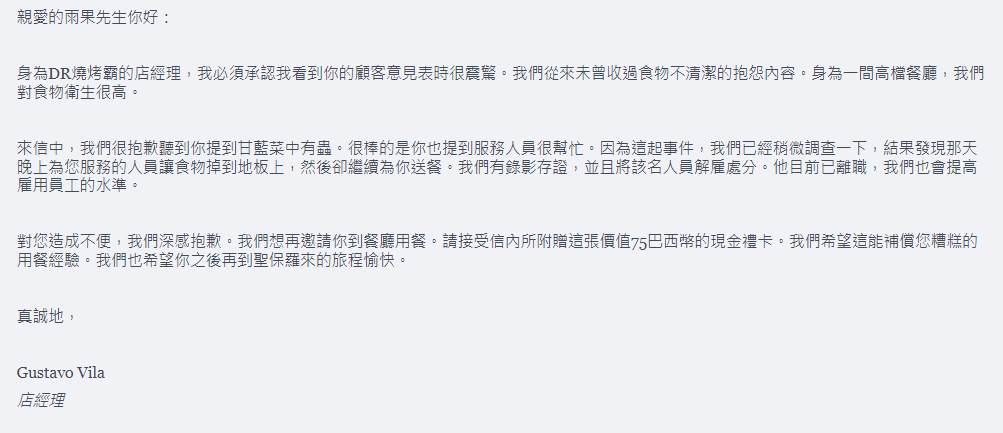 親愛的雨果先生你好：
身為DR燒烤霸的店經理，我必須承認我看到你的顧客意見表時很震驚。我們從來未曾收過食物不清潔的抱怨內容。身為一間高檔餐廳，我們
對食物衛生很高。
來信中，我們很抱歉聽到你提到甘藍菜中有蟲。很棒的是你也提到服務人員很幫忙。因為這起事件，我們已經稍微調查一下，結果發現那天
晚上為您服務的人員讓食物掉到地板上，然後卻繼續為你送餐。我們有錄影存證，並且將該名人員解雇處分。他目前已離職，我們也會提高
雇用員工的水準。
對您造成不便，我們深感抱歉。我們想再邀請你到餐廳用餐。請接受信內所附贈這張價值75巴西幣的現金禮卡。我們希望這能補償您糟糕的
用餐經驗。我們也希望你之後再到聖保羅來的旅程愉快。
真誠地，
Gustavo Vila
店經理